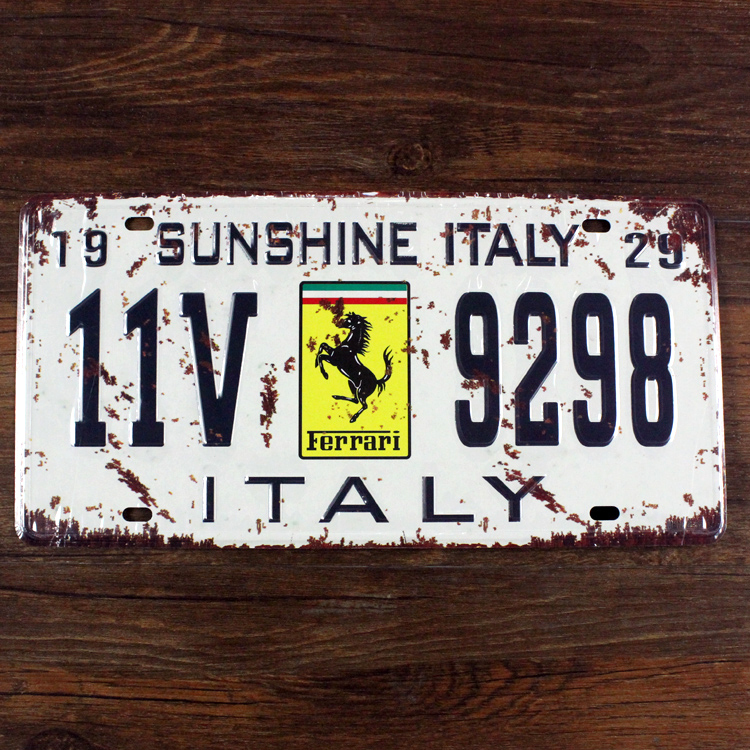 19 SUNSHINE ITALY 29
11V 9298
Ferrari
ITALY